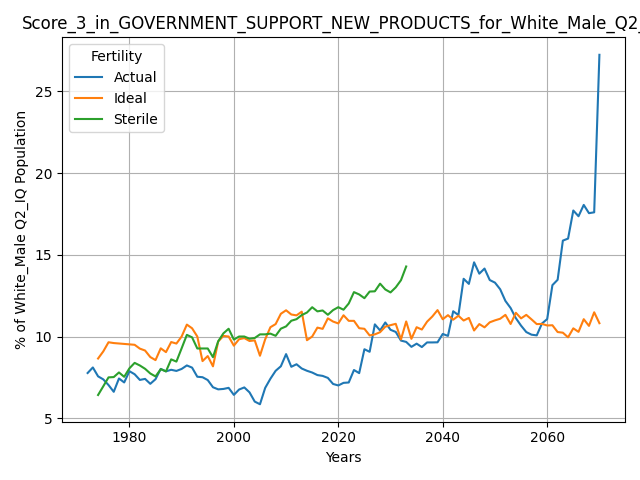 Score_3_in_GOVERNMENT_SUPPORT_NEW_PRODUCTS_for_White_Male_Q2_
Fertility
Actual
Ideal
Sterile
% of White_Male Q2_IQ Population
25
20
15
10
5
1980
2000
2020
2040
2060
Years